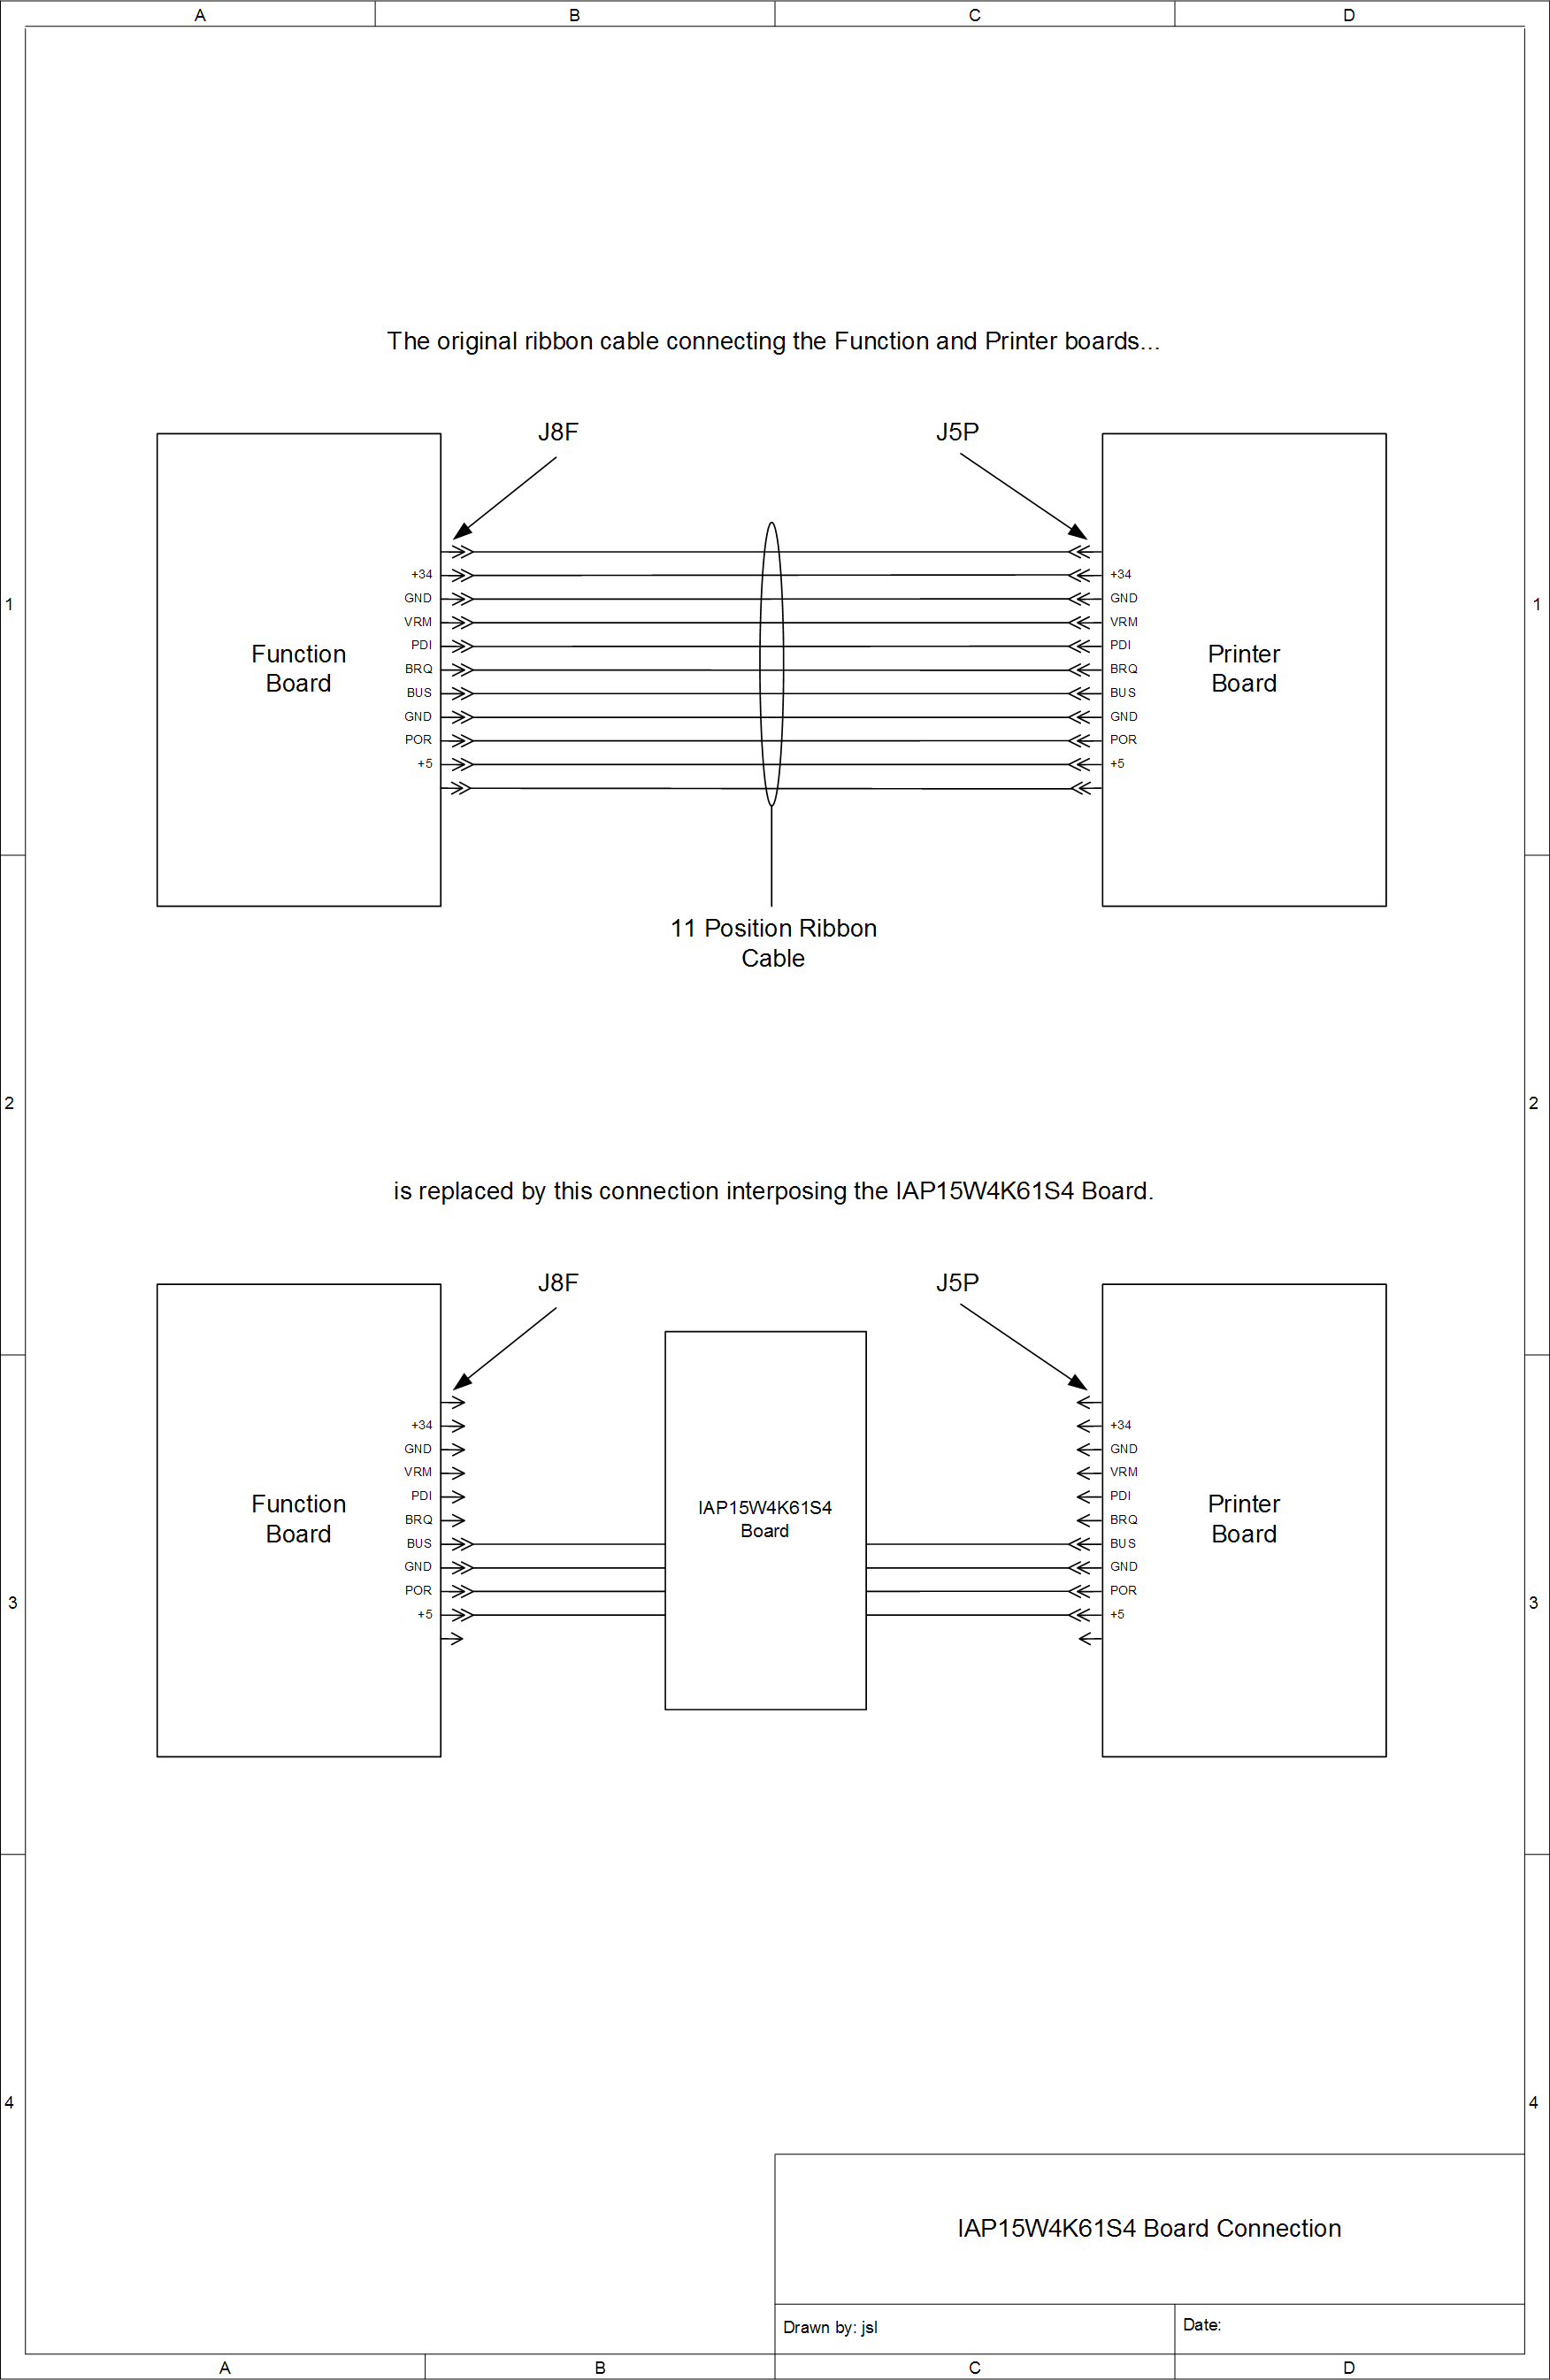 A B C D
The original ribbon cable connecting the Function and Printer boards...
J8F J5P
+34 +34
GND GND
1 1
VRM VRM
PDI PDI
Function Printer
BRQ BRQ
Board Board
BUS BUS
GND GND
POR POR
+5 +5
11 Position Ribbon
Cable
2 2
is replaced by this connection interposing the IAP15W4K61S4 Board.
J8F J5P
+34 +34
GND GND
VRM VRM
PDI PDI
Function IAP15W4K61S4 Printer
BRQ BRQ
Board Board Board
BUS BUS
GND GND
POR POR
3 3
+5 +5
4 4
IAP15W4K61S4 Board Connection
Drawn by: jsl Date:
A B C D